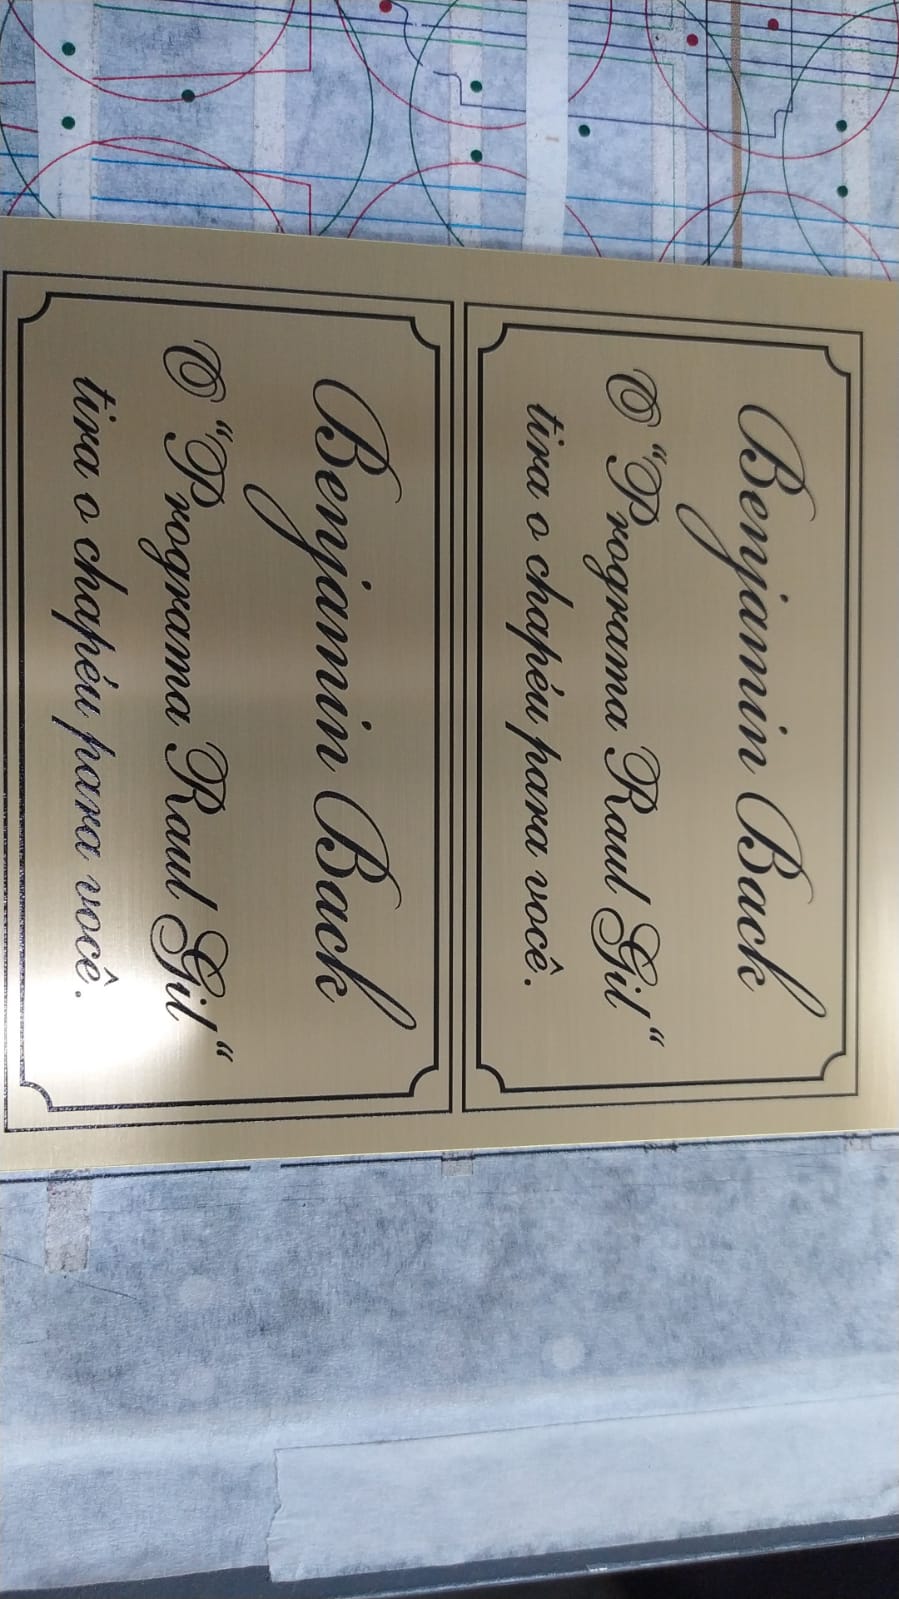 Benjamin Back
O “Programa Raul Gil“
tira o chapéu para você.
Benjamin Back
O “Programa Raul Gil“
tira o chapéu para você.